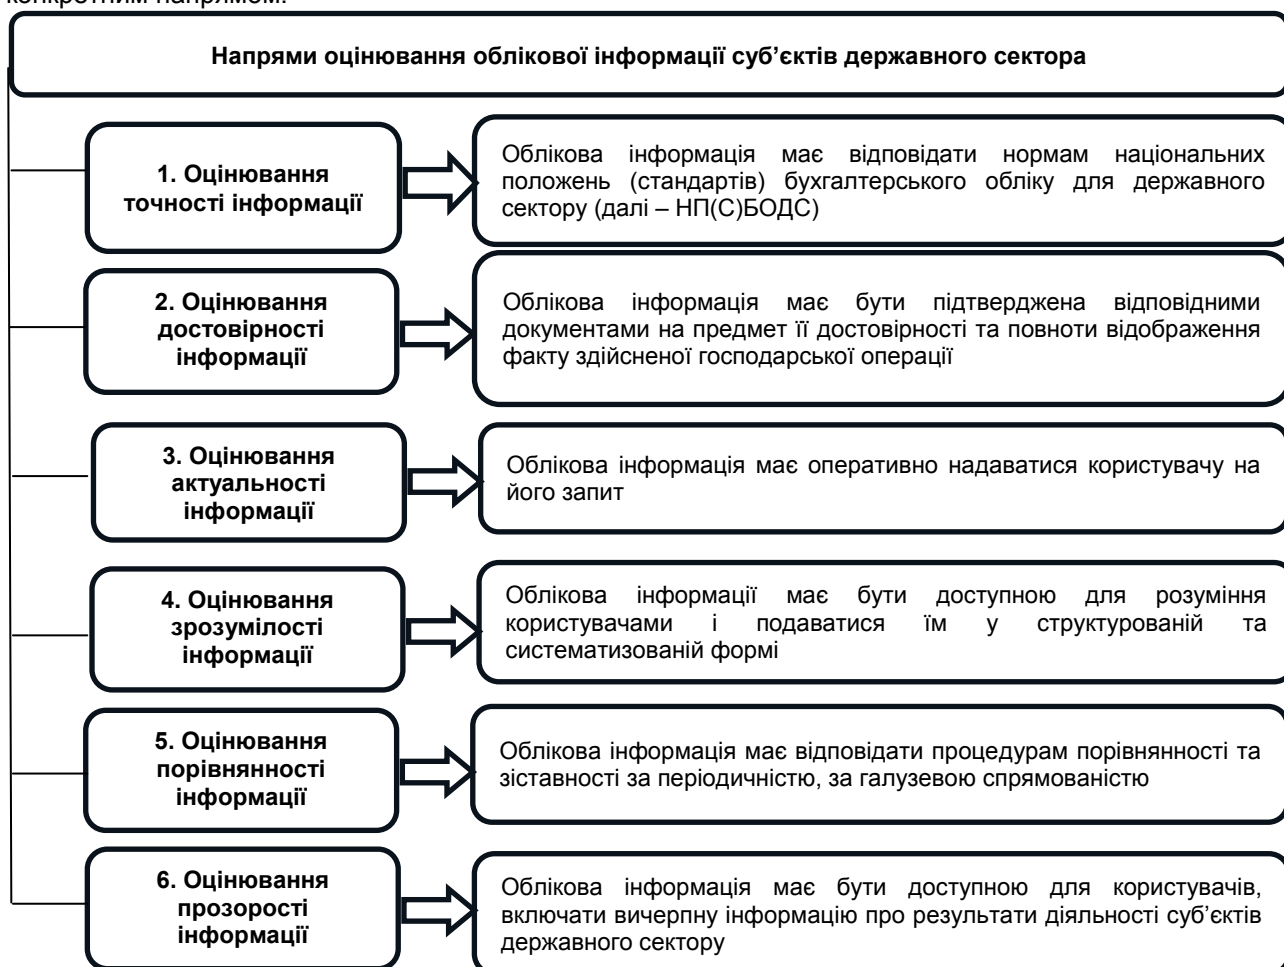 конкретним напрямом.
Напрями оцінювання облікової інформації суб’єктів державного сектора
1. Оцінювання
точності інформації
Облікова інформація має відповідати нормам національних
положень (стандартів) бухгалтерського обліку для державного
сектору (далі – НП(С)БОДС)
2. Оцінювання
достовірності
інформації
Облікова інформація має бути підтверджена відповідними
документами на предмет її достовірності та повноти відображення
факту здійсненої господарської операції
3. Оцінювання
актуальності
інформації
Облікова інформація має оперативно надаватися користувачу на
його запит
4. Оцінювання
зрозумілості
інформації
Облікова інформації має бути доступною для розуміння
користувачами і подаватися їм у структурованій та
систематизованій формі
5. Оцінювання
порівнянності
інформації
Облікова інформація має відповідати процедурам порівнянності та
зіставності за періодичністю, за галузевою спрямованістю
6. Оцінювання
прозорості
інформації
Облікова інформація має бути доступною для користувачів,
включати вичерпну інформацію про результати діяльності суб’єктів
державного сектору